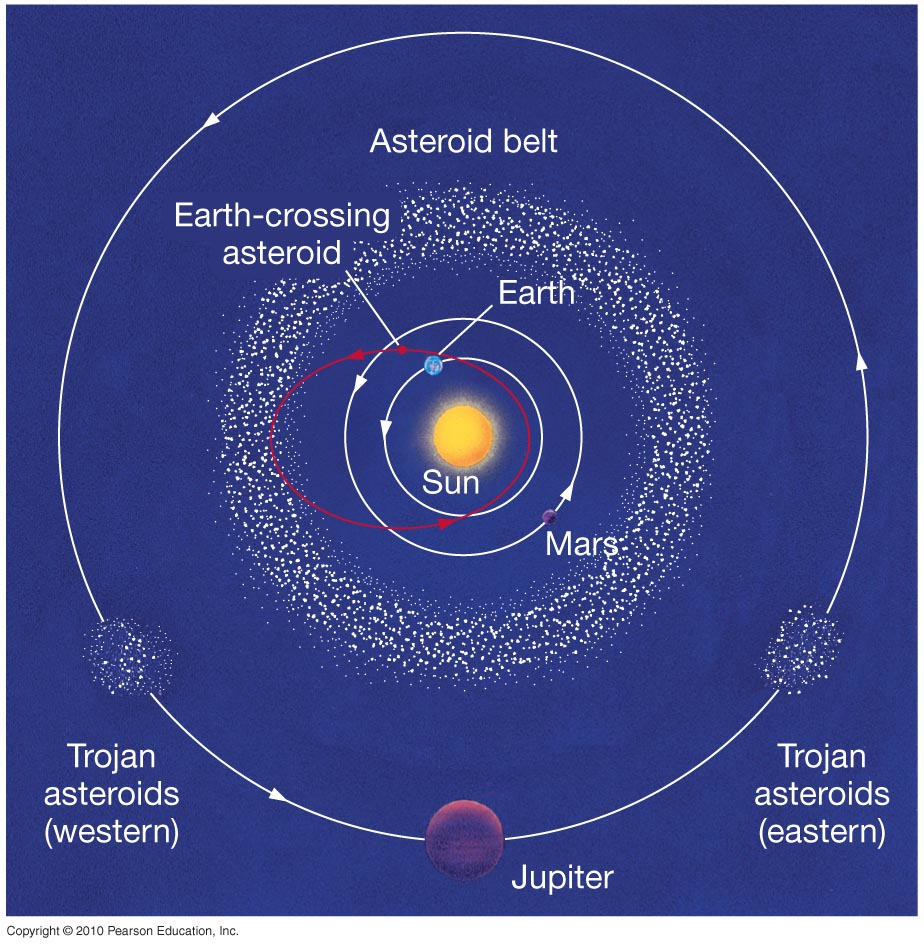 Asteroid belt
Earth-crossing
asteroid
Earth
Sun
Mars
Trojan
asteroids
(western)
Trojan
asteroids
(eastern)
Jupiter
Copyright © 2010 Pearson Education, Inc.